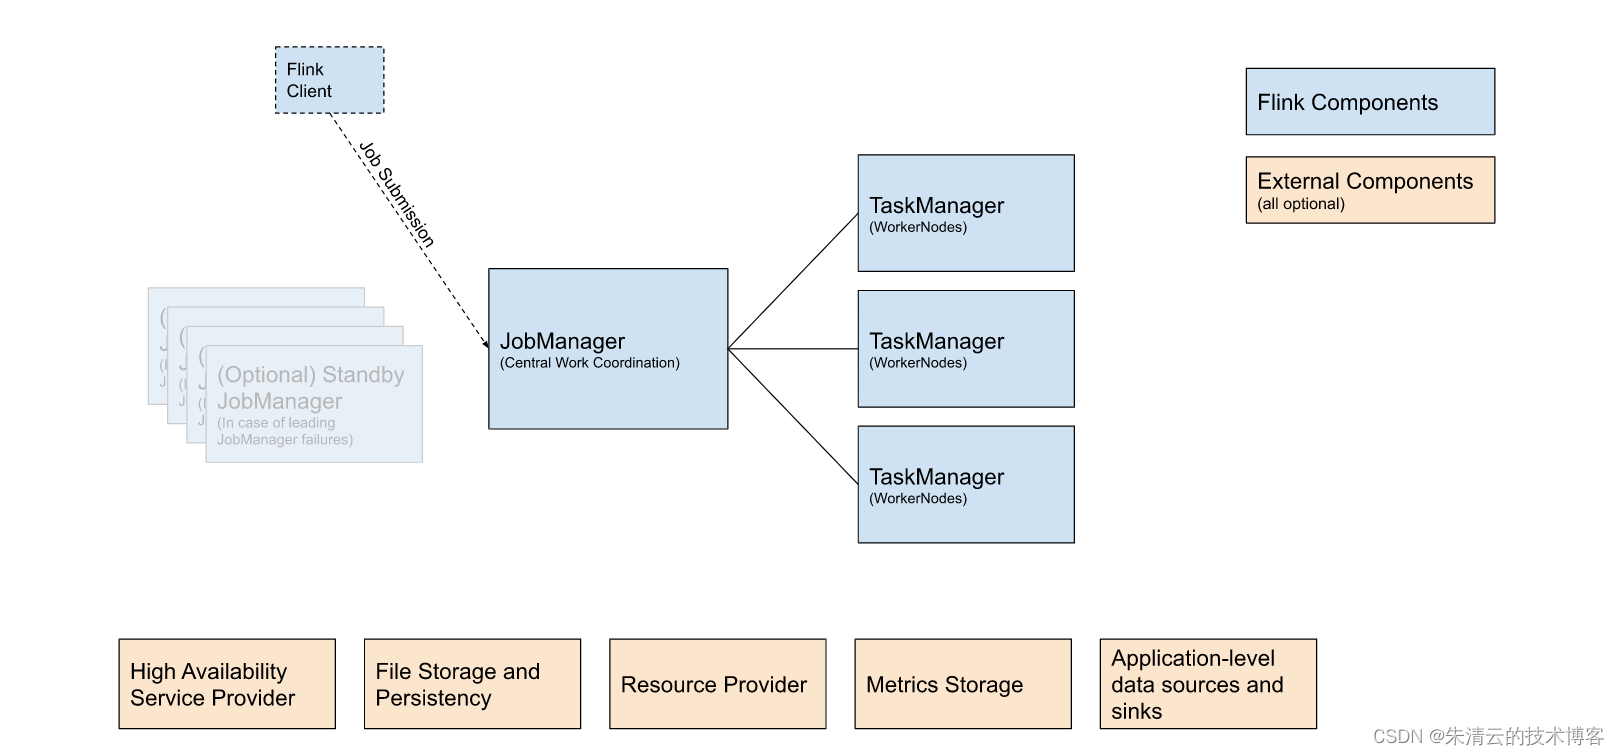 Flink
Client
Job Submission
Flink Components
External Components
(all optional)
TaskManager
(WorkerNodes)
JobManager
(Central Work Coordination)
TaskManager
(WorkerNodes)
TaskManager
(WorkerNodes)
(Optional) Standby
JobManager
(In case of leading
JobManager failures)
High Availability
Service Provider
File Storage and
Persistency
Resource Provider
Metrics Storage
Application-level
data sources and
sinks
CSDN @朱清云的技术博客